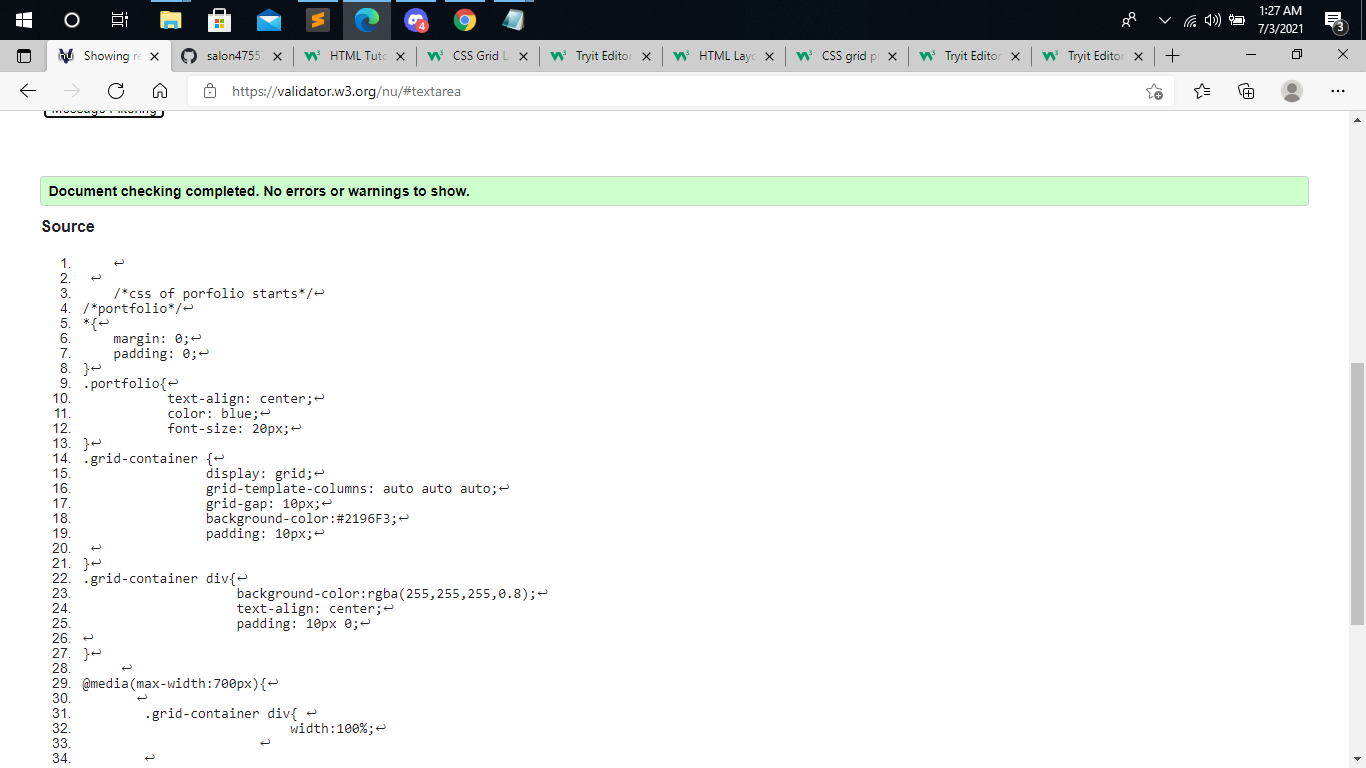 1:27 AM
7/3/2021
4
3
Showing re
salon4755
HTML Tuto
CSS Grid L
Tryit Editor
HTML Layo
CSS grid p
Tryit Editor
Tryit Editor
https://validator.w3.org/nu/#textarea
Message Filtering
Document checking completed. No errors or warnings to show.
Source
1. ↩
2. ↩
3. /*css of porfolio starts*/↩
4. /*portfolio*/↩
5. *{↩
6. margin: 0;↩
7. padding: 0;↩
8. }↩
9. .portfolio{↩
10. text-align: center;↩
11. color: blue;↩
12. font-size: 20px;↩
13. }↩
14. .grid-container {↩
15. display: grid;↩
16. grid-template-columns: auto auto auto;↩
17. grid-gap: 10px;↩
18. background-color:#2196F3;↩
19. padding: 10px;↩
20. ↩
21. }↩
22. .grid-container div{↩
23. background-color:rgba(255,255,255,0.8);↩
24. text-align: center;↩
25. padding: 10px 0;↩
26. ↩
27. }↩
28. ↩
29. @media(max-width:700px){↩
30. ↩
31. .grid-container div{ ↩
32. width:100%;↩
33. ↩
34. ↩